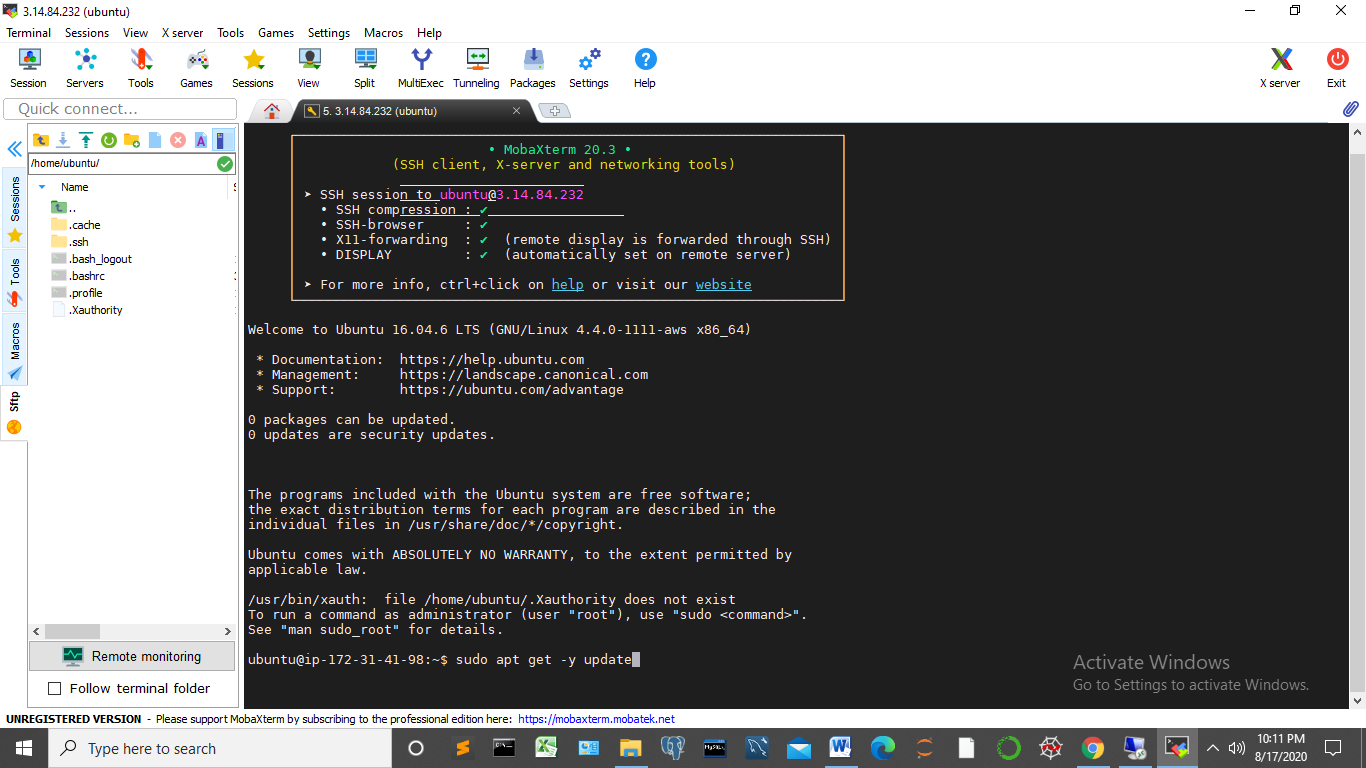 3.14.84.232 (ubuntu)
Terminal Sessions View X server Tools Games Settings Macros Help
Session Servers Tools Games Sessions View Split MultiExec Tunneling Packages Settings Help X server Exit
Quick connect...
5. 3.14.84.232 (ubuntu)
/home/ubuntu/
Name
..
.cache
.ssh
.bash_logout
.bashrc
.profile
.Xauthority
Sessions
Tools
Macros
Sftp
Remote monitoring
Follow terminal folder
• MobaXterm 20.3 •
(SSH client, X-server and networking tools)
➤ SSH session to ubuntu@3.14.84.232
• SSH compression : ✔
• SSH-browser : ✔
• X11-forwarding : ✔ (remote display is forwarded through SSH)
• DISPLAY : ✔ (automatically set on remote server)
➤ For more info, ctrl+click on help or visit our website
Welcome to Ubuntu 16.04.6 LTS (GNU/Linux 4.4.0-1111-aws x86_64)
* Documentation: https://help.ubuntu.com
* Management: https://landscape.canonical.com
* Support: https://ubuntu.com/advantage
0 packages can be updated.
0 updates are security updates.
The programs included with the Ubuntu system are free software;
the exact distribution terms for each program are described in the
individual files in /usr/share/doc/*/copyright.
Ubuntu comes with ABSOLUTELY NO WARRANTY, to the extent permitted by
applicable law.
/usr/bin/xauth: file /home/ubuntu/.Xauthority does not exist
To run a command as administrator (user "root"), use "sudo <command>".
See "man sudo_root" for details.
ubuntu@ip-172-31-41-98:~$ sudo apt get -y update
Activate Windows
Go to Settings to activate Windows.
UNREGISTERED VERSION - Please support MobaXterm by subscribing to the professional edition here: https://mobaxterm.mobatek.net
Type here to search
10:11 PM
8/17/2020